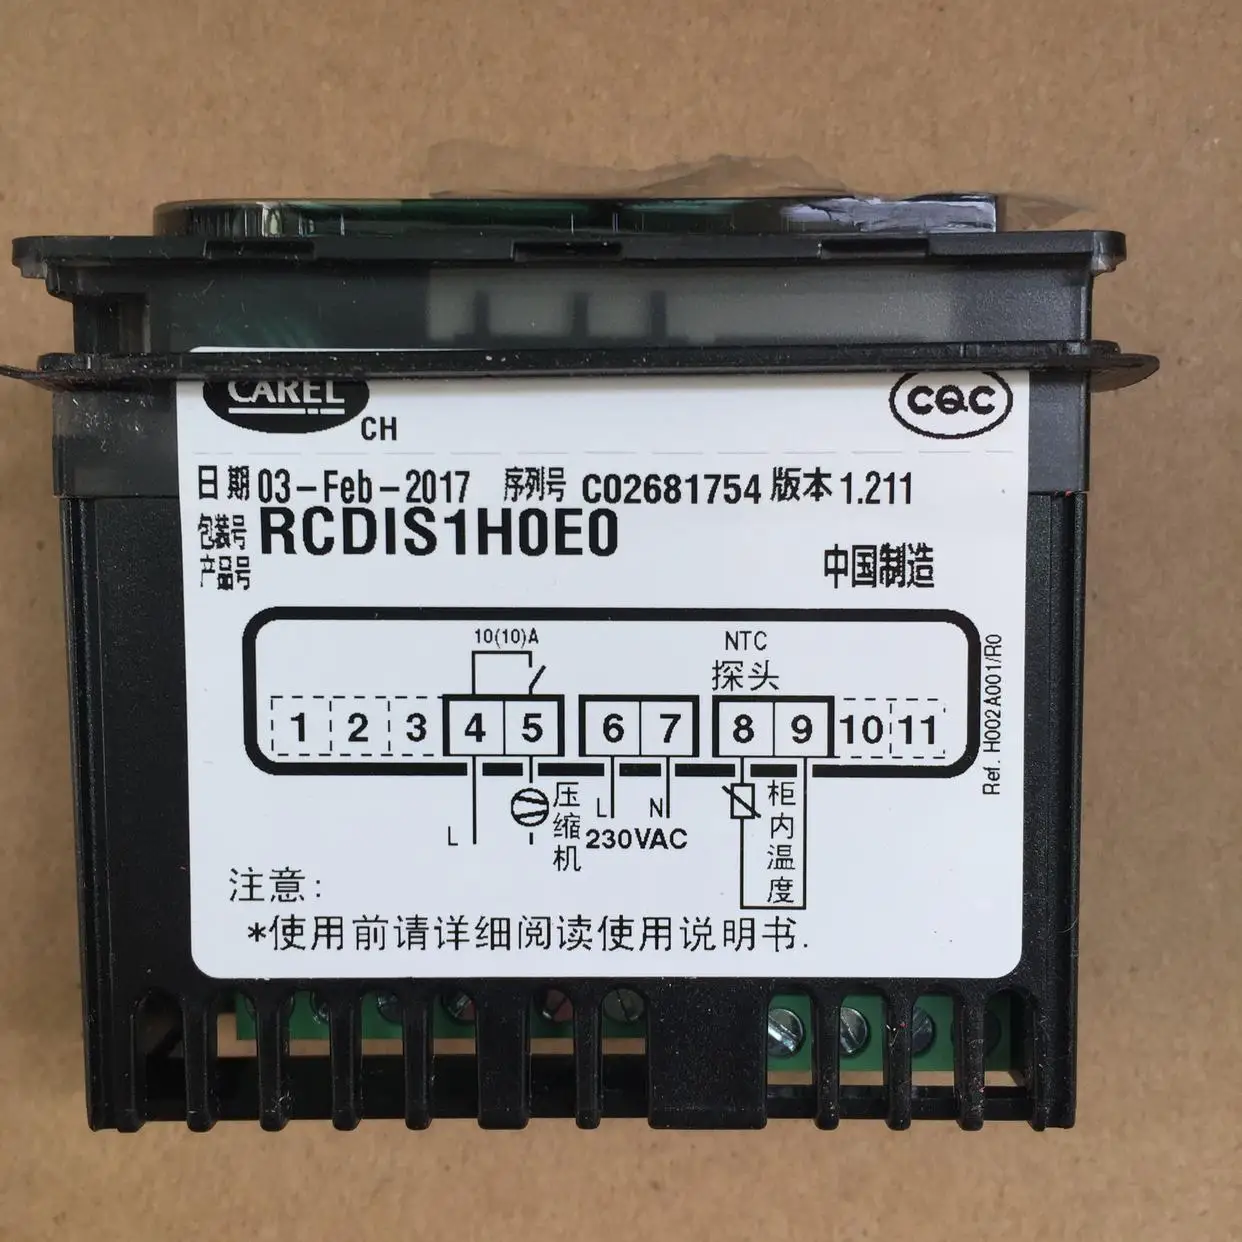 CAREL
CH
CQC
日期 03-Feb-2017 序列号 C02681754 版本 1.211
包装号 RCDIS1H0E0
产品号
中国制造
10(10)A
NTC
探头
1 2 3 4 5 6 7 8 9 10 11
L
压缩机
L N
230VAC
柜内温度
Ref. H002A001/R0
注意:
*使用前请详细阅读使用说明书.